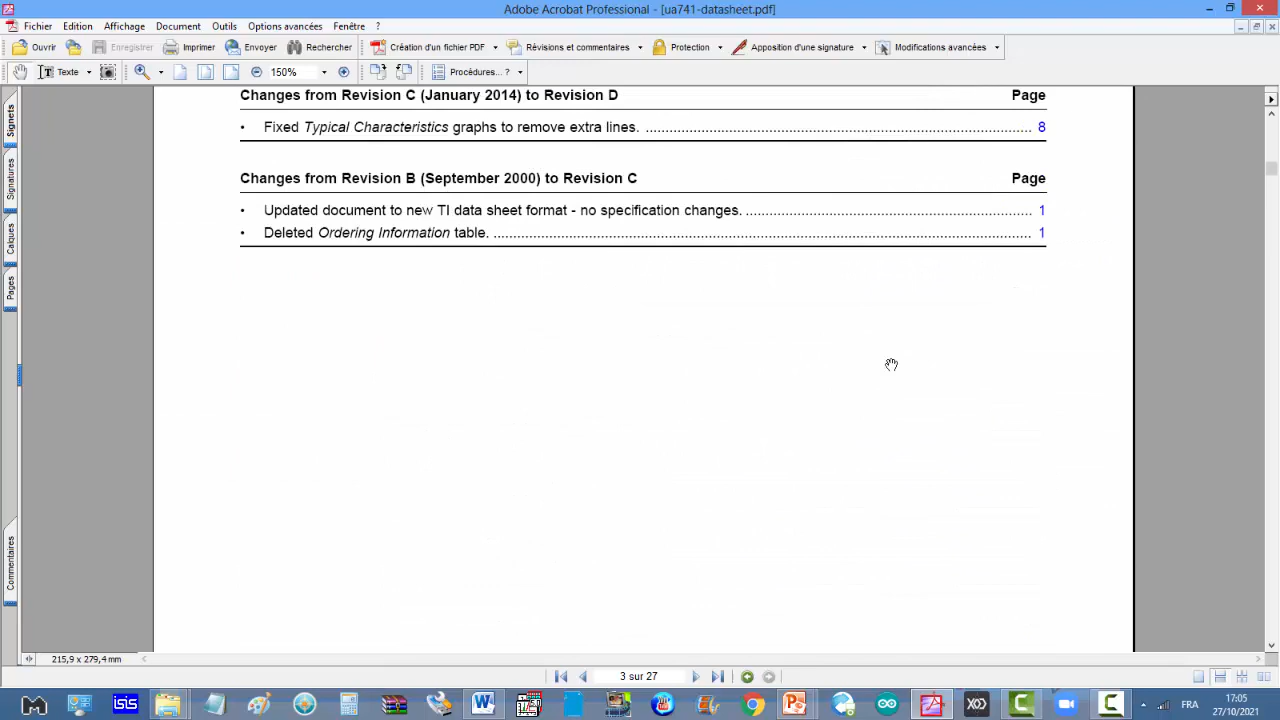 Adobe Acrobat Professional - [ua741-datasheet.pdf]
Fichier Edition Affichage Document Outils Options avancées Fenêtre ?
Ouvrir Enregistrer Imprimer Envoyer Rechercher Création d'un fichier PDF Révisions et commentaires Protection Apposition d'une signature Modifications avancées
Texte 150% Procédures... ?
Signets
Signatures
Calques
Pages
Commentaires
Changes from Revision C (January 2014) to Revision D Page
• Fixed Typical Characteristics graphs to remove extra lines. 8
Changes from Revision B (September 2000) to Revision C Page
• Updated document to new TI data sheet format - no specification changes. 1
• Deleted Ordering Information table. 1
215,9 x 279,4 mm
3 sur 27
isis
FR
17:05
27/10/2021